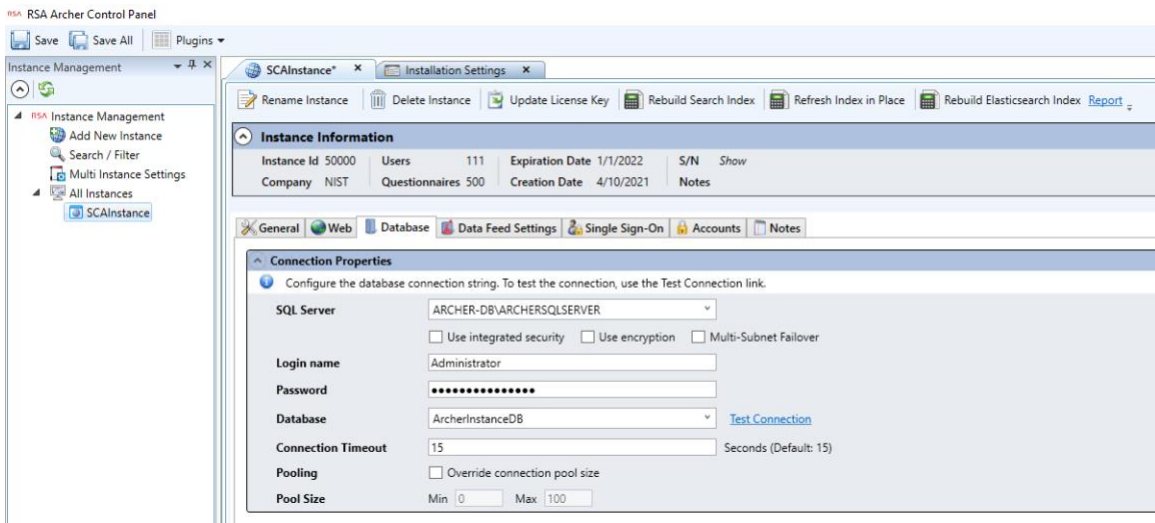 RSA RSA Archer Control Panel
Save Save All Plugins
Instance Management
RSA Instance Management
Add New Instance
Search / Filter
Multi Instance Settings
All Instances
SCAInstance
SCAInstance* Installation Settings
Rename Instance Delete Instance Update License Key Rebuild Search Index Refresh Index in Place Rebuild Elasticsearch Index Report
Instance Information
Instance Id 50000 Users 111 Expiration Date 1/1/2022 S/N Show
Company NIST Questionnaires 500 Creation Date 4/10/2021 Notes
General Web Database Data Feed Settings Single Sign-On Accounts Notes
Connection Properties
Configure the database connection string. To test the connection, use the Test Connection link.
SQL Server ARCHER-DB\ARCHERSQLSERVER
Use integrated security Use encryption Multi-Subnet Failover
Login name Administrator
Password •••••••••••••••
Database ArcherInstanceDB Test Connection
Connection Timeout 15 Seconds (Default: 15)
Pooling Override connection pool size
Pool Size Min 0 Max 100